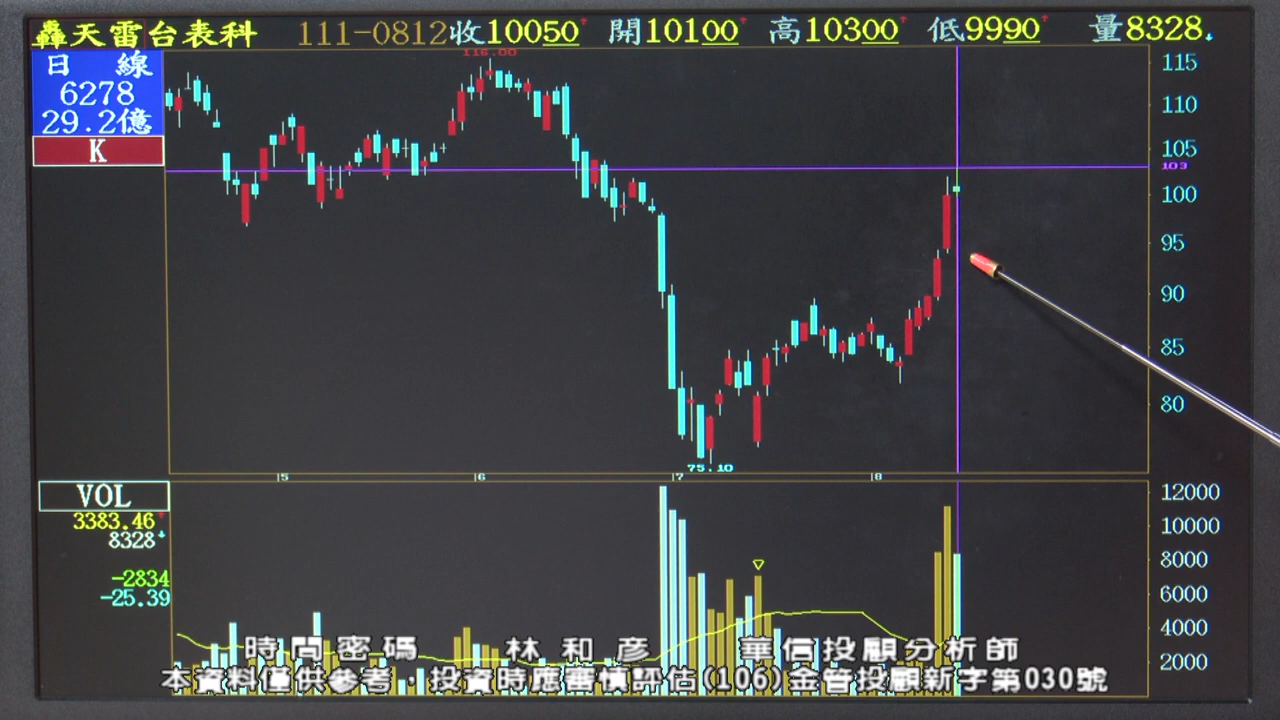 轟天雷台表科 111-0812收10050 開10100 高10300 低9990 量8328
日 線
6278
29.2億
K
116.00
115
110
105
103
100
95
90
85
80
75.10
5 6 7 8
VOL
3383.46
8328
-2834
-25.39
12000
10000
8000
6000
4000
2000
時間密碼 林和彥 華信投顧分析師
本資料僅供參考,投資時應審慎評估(106)金管投顧新字第030號